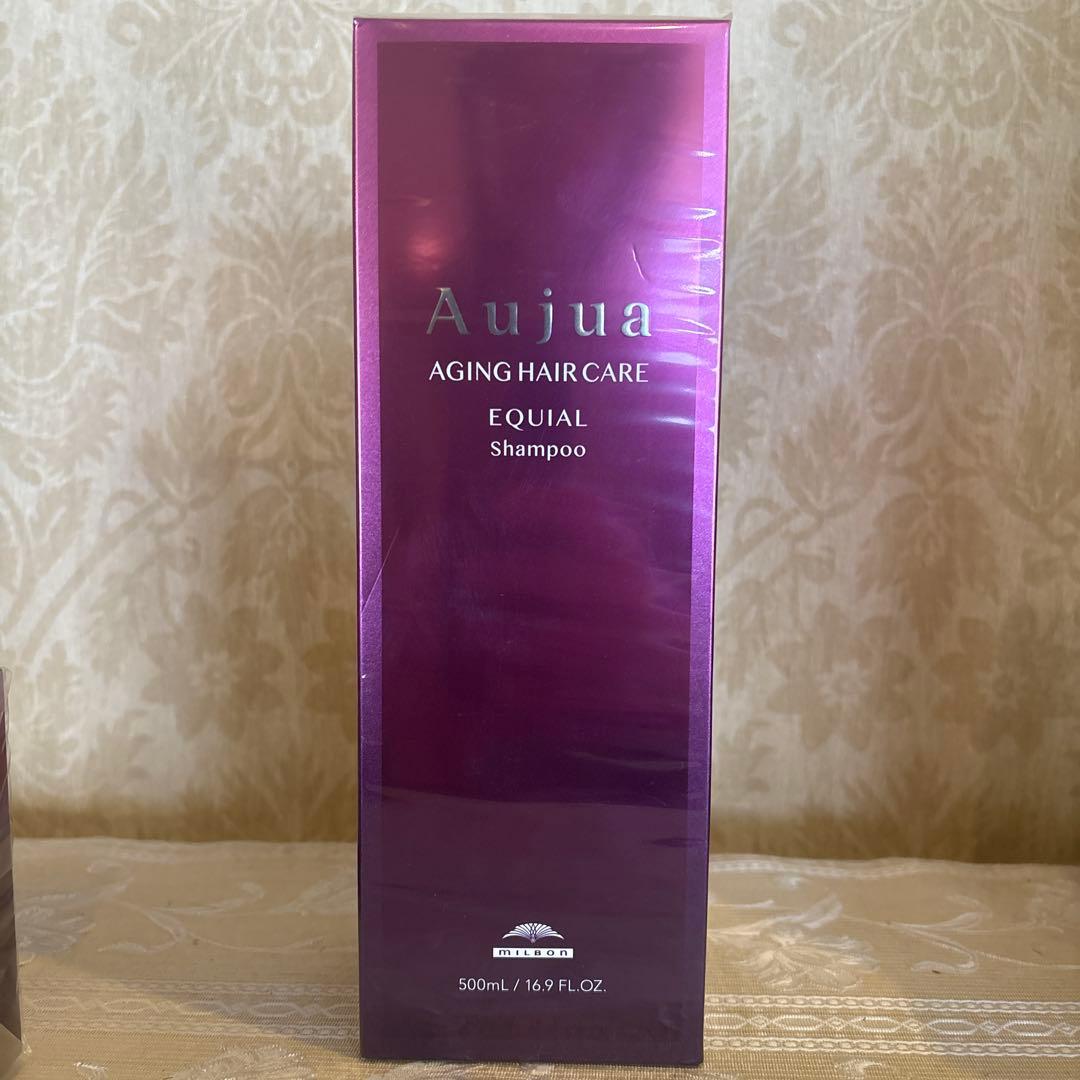 Aujua
AGING HAIR CARE
EQUIAL
Shampoo
MILBON
500mL / 16.9 FL.OZ.